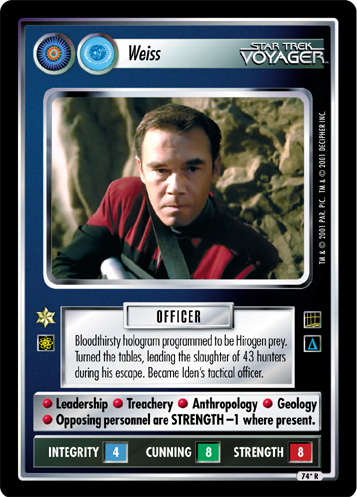 Weiss
STAR TREK
VOYAGER™
TM & © 2001 PAR. PIC. TM & © 2001 DECIPHER INC.
OFFICER
Bloodthirsty hologram programmed to be Hirogen prey.
Turned the tables, leading the slaughter of 43 hunters
during his escape. Became Iden's tactical officer.
• Leadership • Treachery • Anthropology • Geology
• Opposing personnel are STRENGTH –1 where present.
INTEGRITY 4 CUNNING 8 STRENGTH 8
74* R